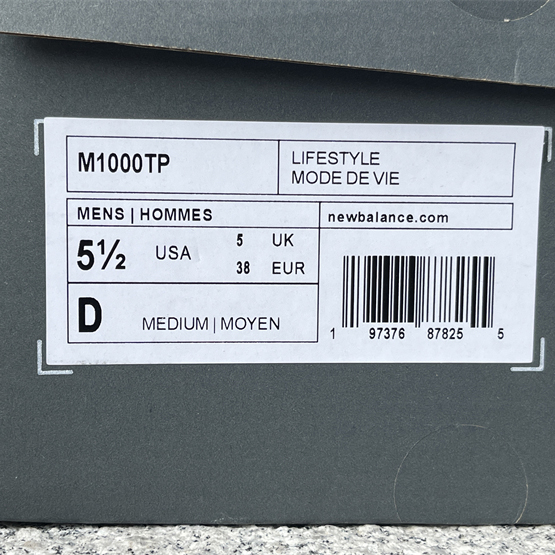 M1000TP
LIFESTYLE
MODE DE VIE
MENS | HOMMES
newbalance.com
5½ USA
5 UK
38 EUR
D MEDIUM | MOYEN
1 97376 87825 5